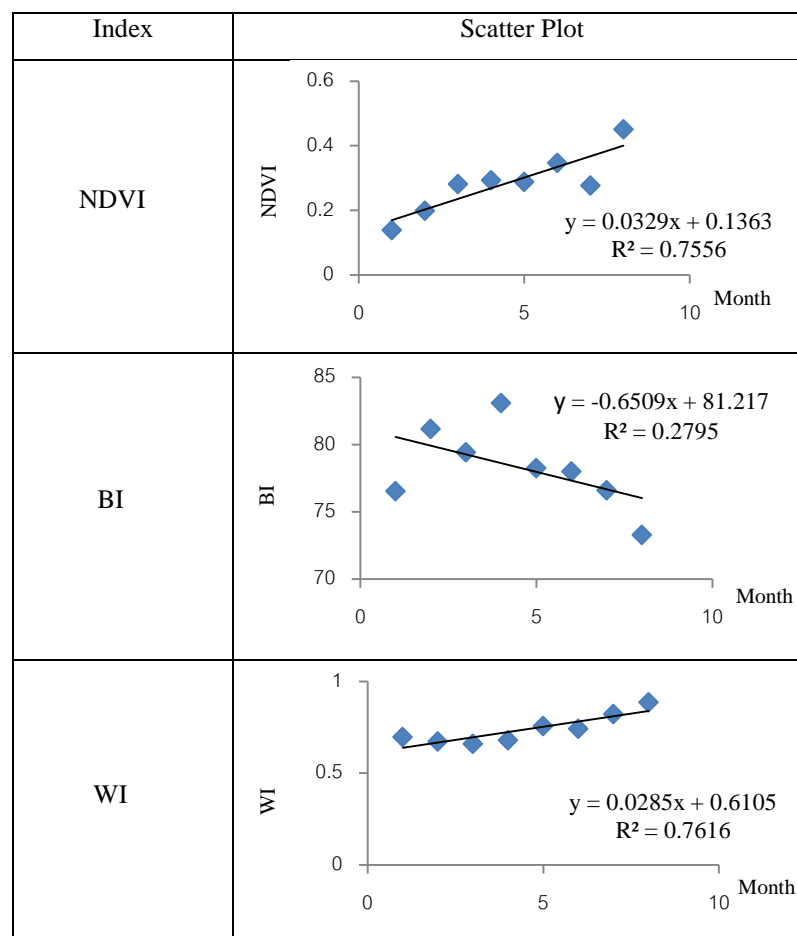 Index Scatter Plot
NDVI
NDVI
0.6
0.4
0.2
0
y = 0.0329x + 0.1363
R² = 0.7556
Month
0 5 10
BI
BI
85
80
75
70
y = -0.6509x + 81.217
R² = 0.2795
Month
0 5 10
WI
WI
1
0.5
0
y = 0.0285x + 0.6105
R² = 0.7616
Month
0 5 10